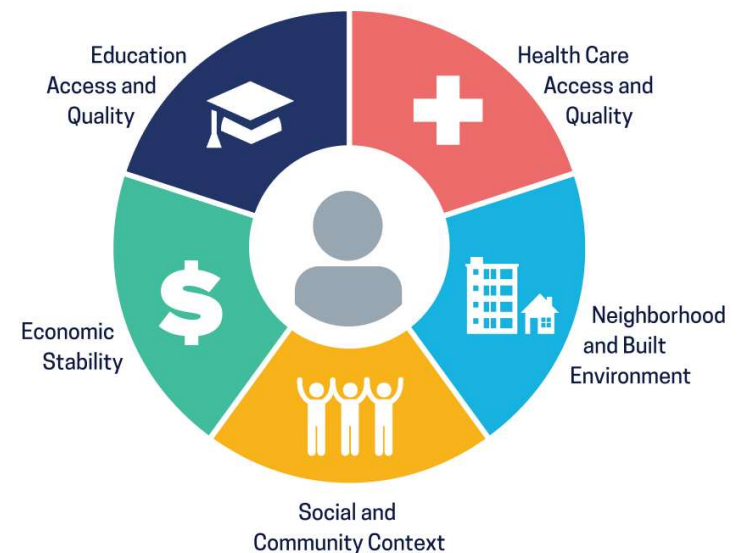 Education
Access and
Quality
Health Care
Access and
Quality
Economic
Stability
Neighborhood
and Built
Environment
Social and
Community Context